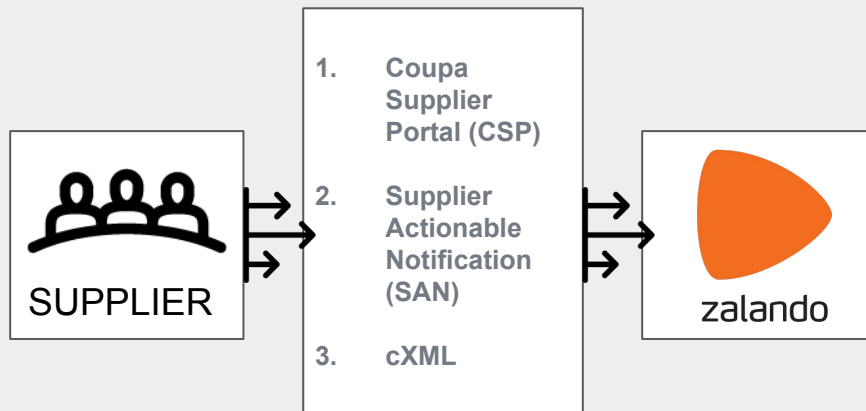 SUPPLIER
1. Coupa
Supplier
Portal (CSP)
2. Supplier
Actionable
Notification
(SAN)
3. cXML
zalando